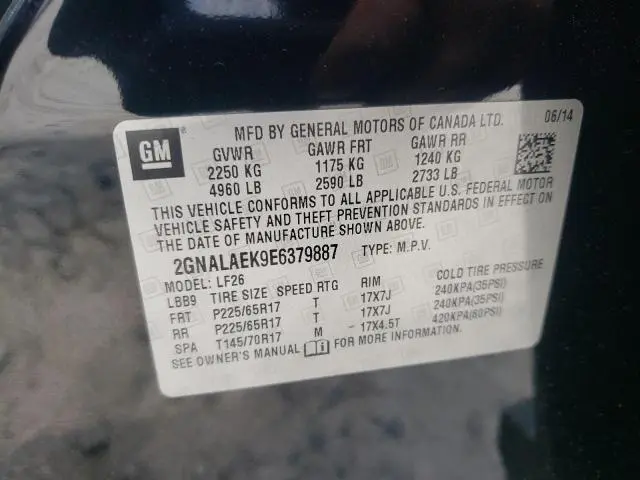 GM
MFD BY GENERAL MOTORS OF CANADA LTD. 06/14
GVWR GAWR FRT GAWR RR
2250 KG 1175 KG 1240 KG
4960 LB 2590 LB 2733 LB
THIS VEHICLE CONFORMS TO ALL APPLICABLE U.S. FEDERAL MOTOR
VEHICLE SAFETY AND THEFT PREVENTION STANDARDS IN EFFECT ON
THE DATE OF MANUFACTURE SHOWN ABOVE.
2GNALAEK9E6379887 TYPE: M.P.V.
MODEL: LF26
LBB9 TIRE SIZE SPEED RTG RIM COLD TIRE PRESSURE
FRT P225/65R17 T 17X7J 240KPA(35PSI)
RR P225/65R17 T 17X7J 240KPA(35PSI)
SPA T145/70R17 M 17X4.5T 420KPA(60PSI)
SEE OWNER'S MANUAL FOR MORE INFORMATION.